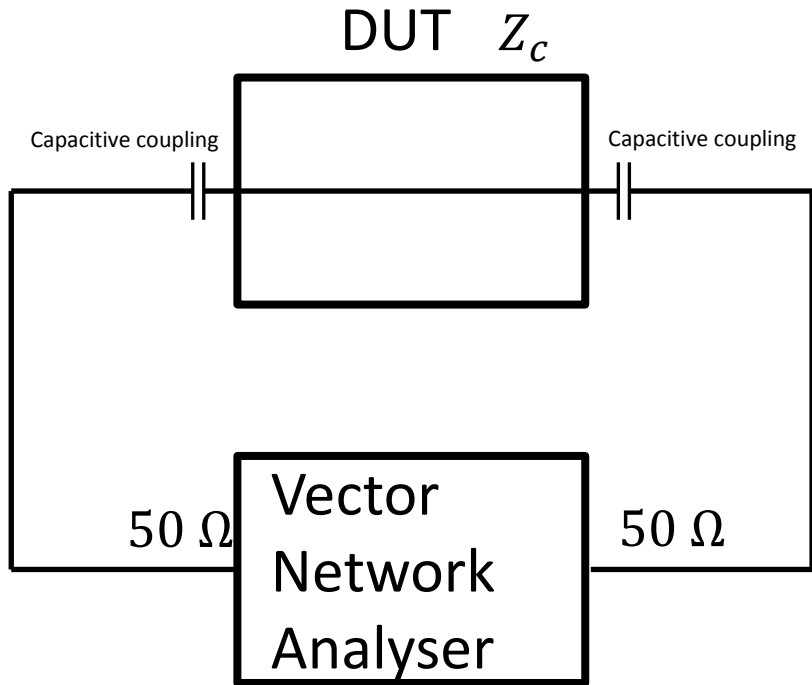 DUT Z_c
Capacitive coupling
Capacitive coupling
50 Ω
Vector
Network
Analyser
50 Ω